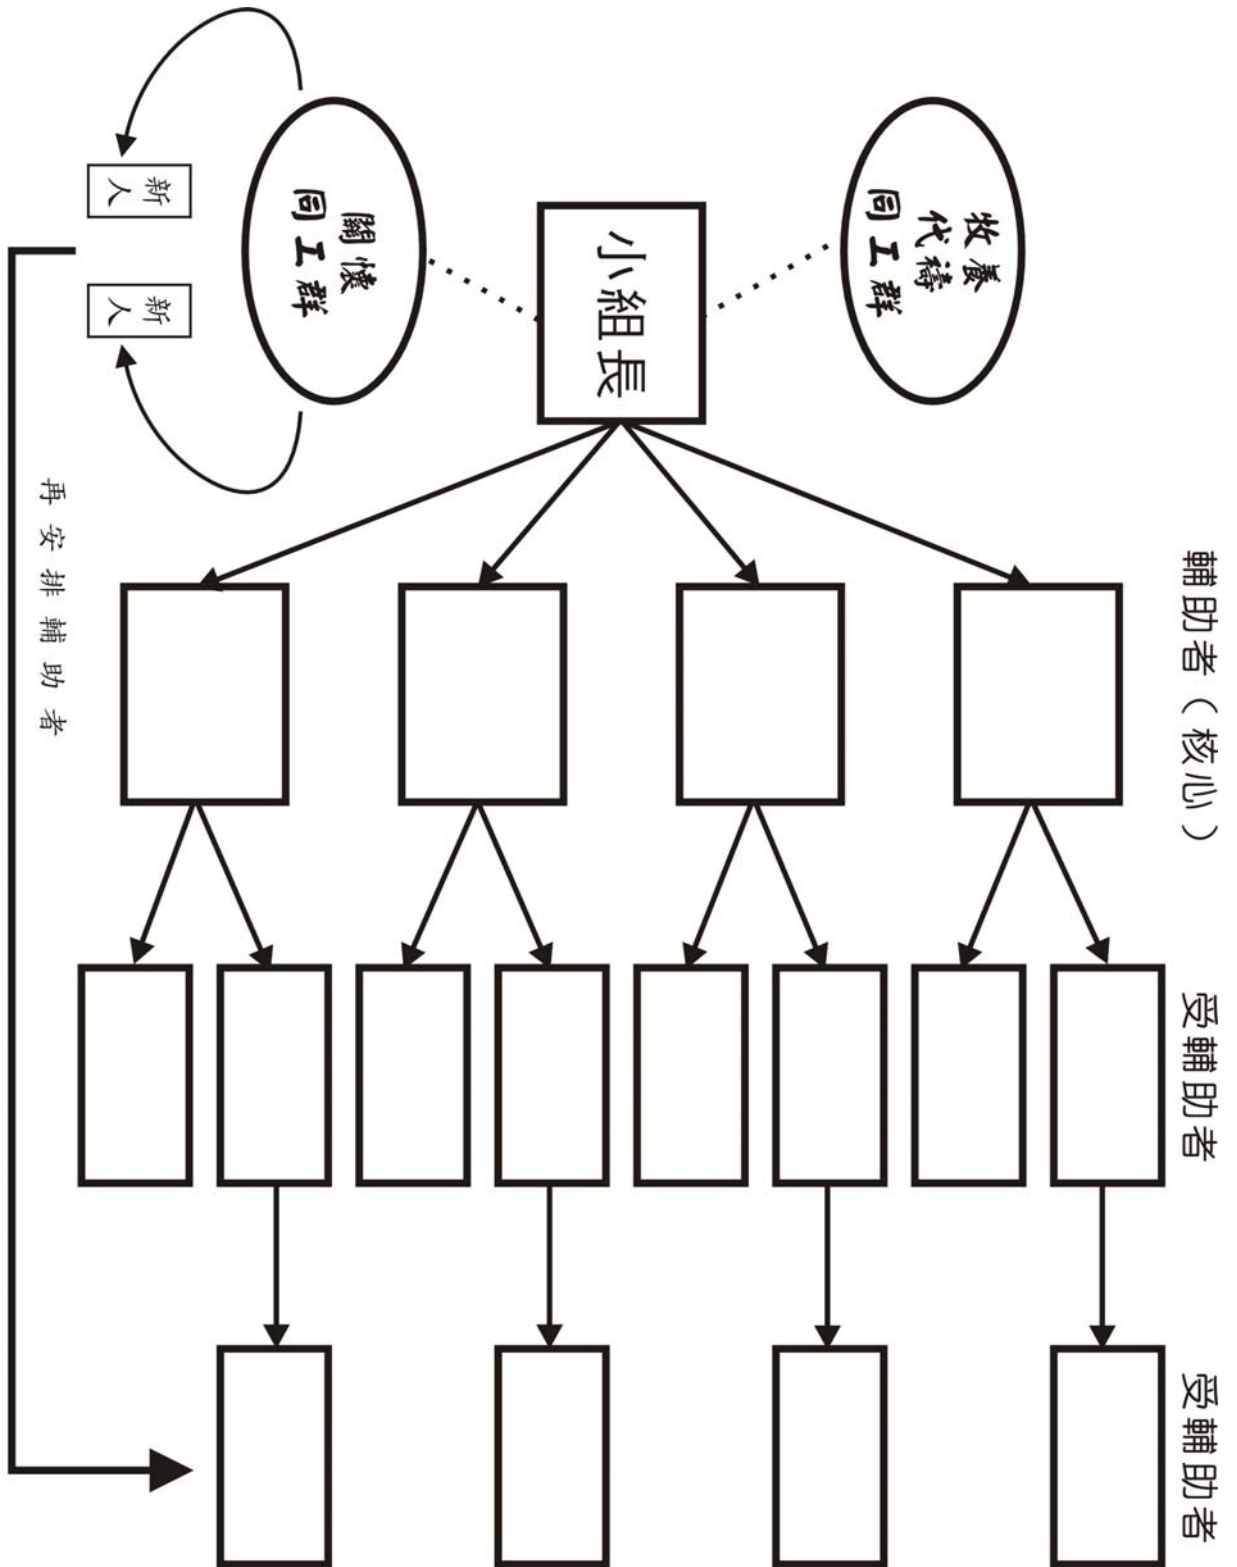 輔助者（核心）
受輔助者
受輔助者
牧養
代禱
同工群
小組長
關懷
同工群
新人
新人
再安排輔助者